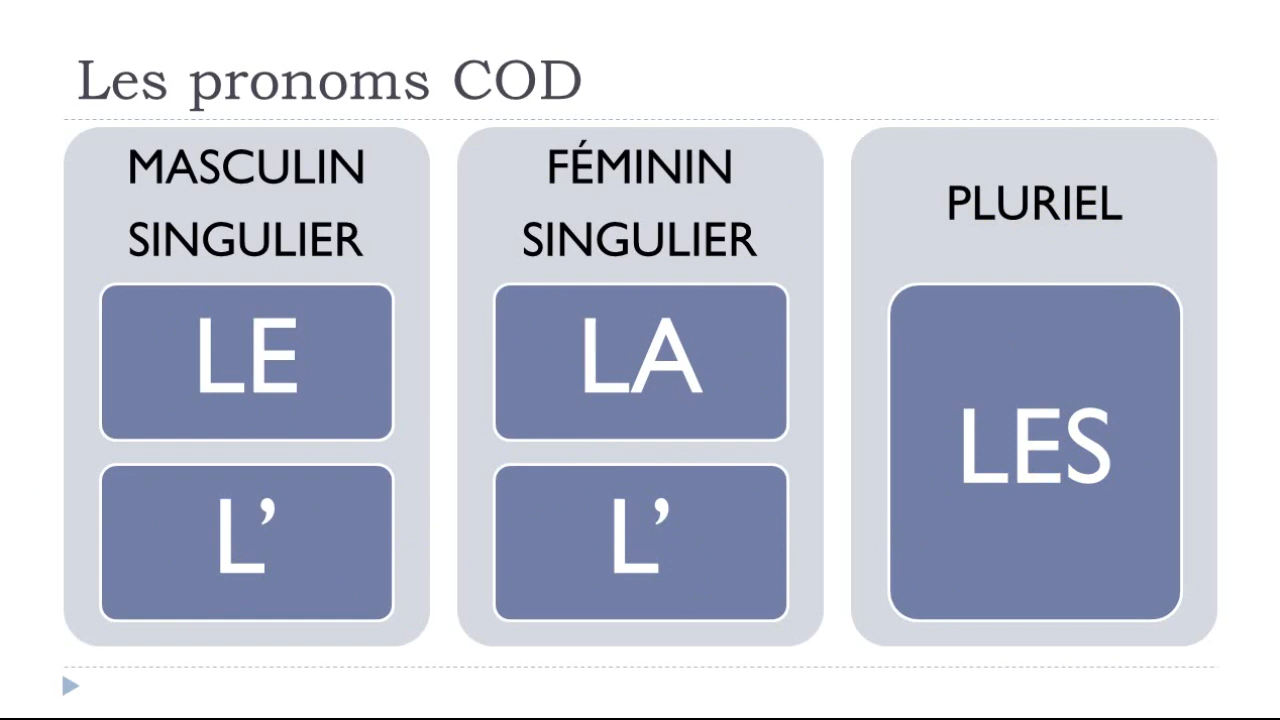 Les pronoms COD
MASCULIN
SINGULIER
LE
L’
FÉMININ
SINGULIER
LA
L’
PLURIEL
LES